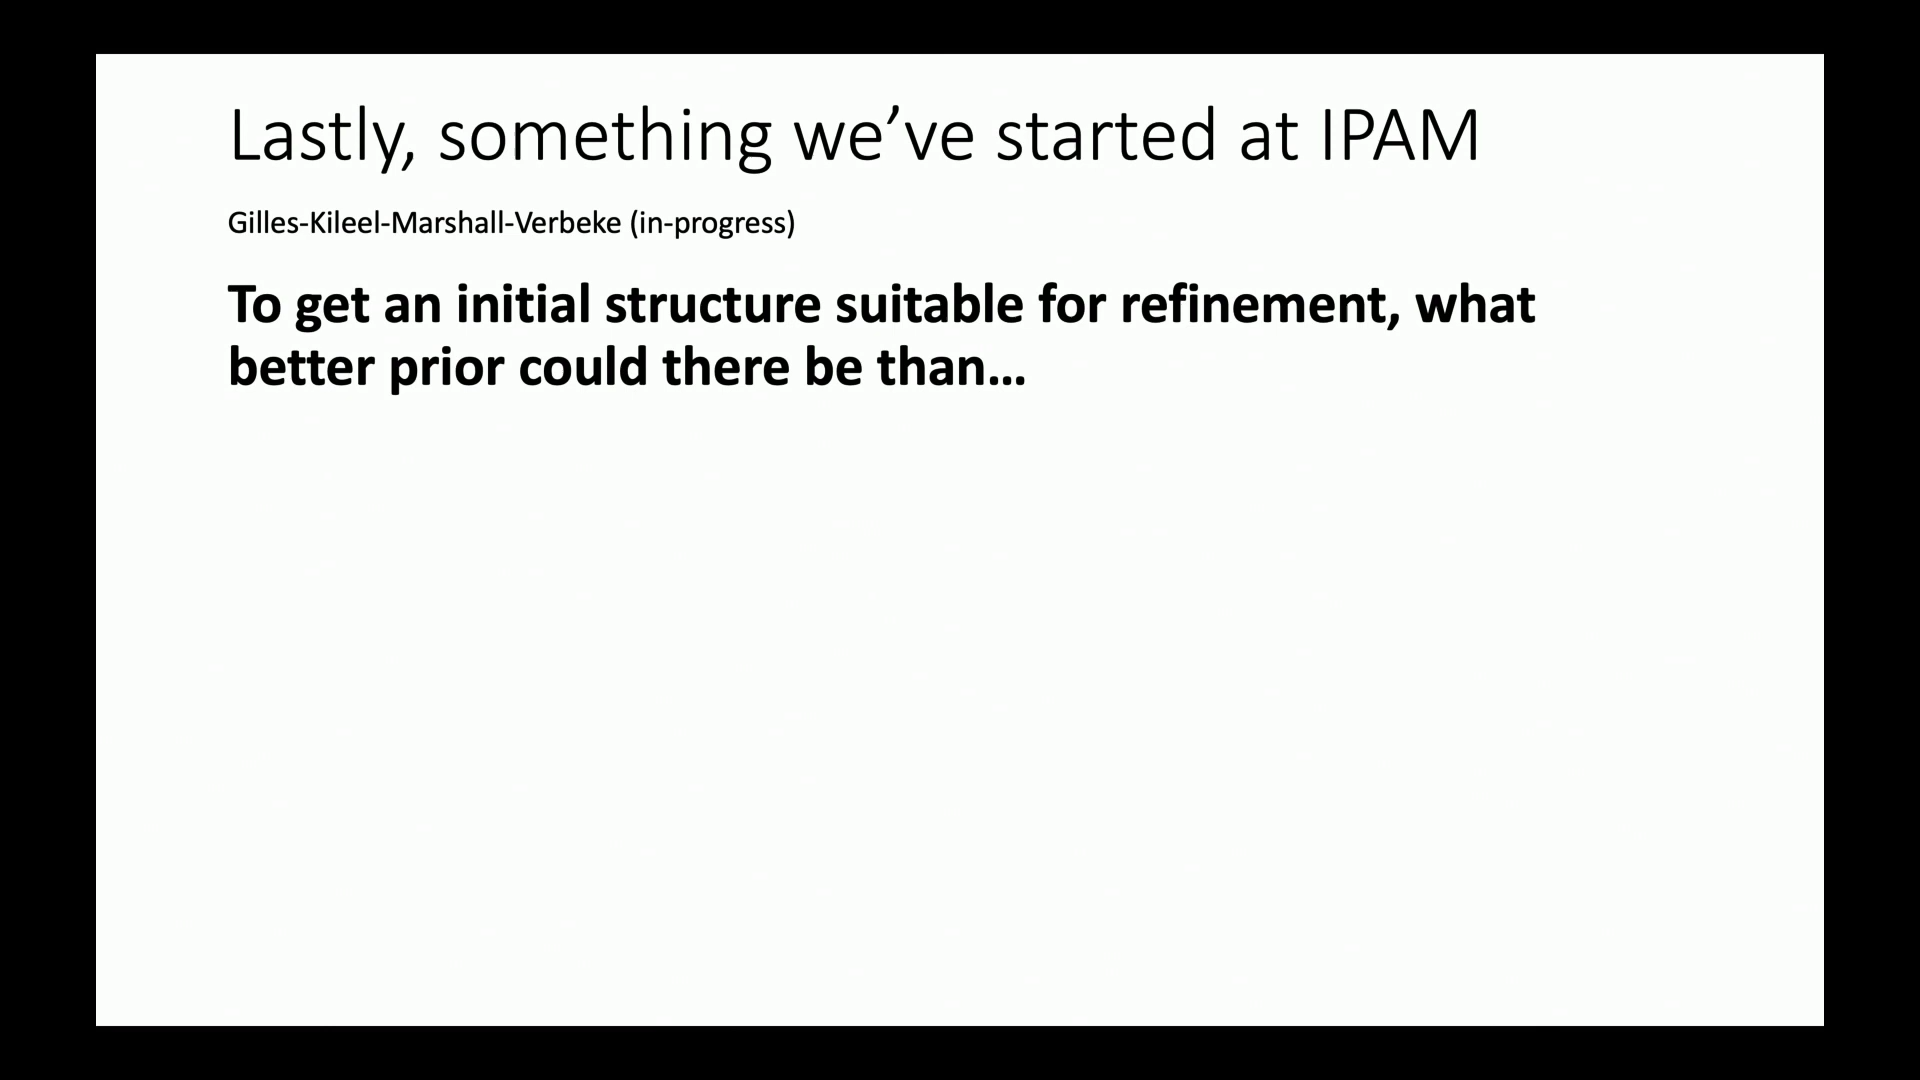 Lastly, something we’ve started at IPAM
Gilles-Kileel-Marshall-Verbeke (in-progress)
To get an initial structure suitable for refinement, what
better prior could there be than...